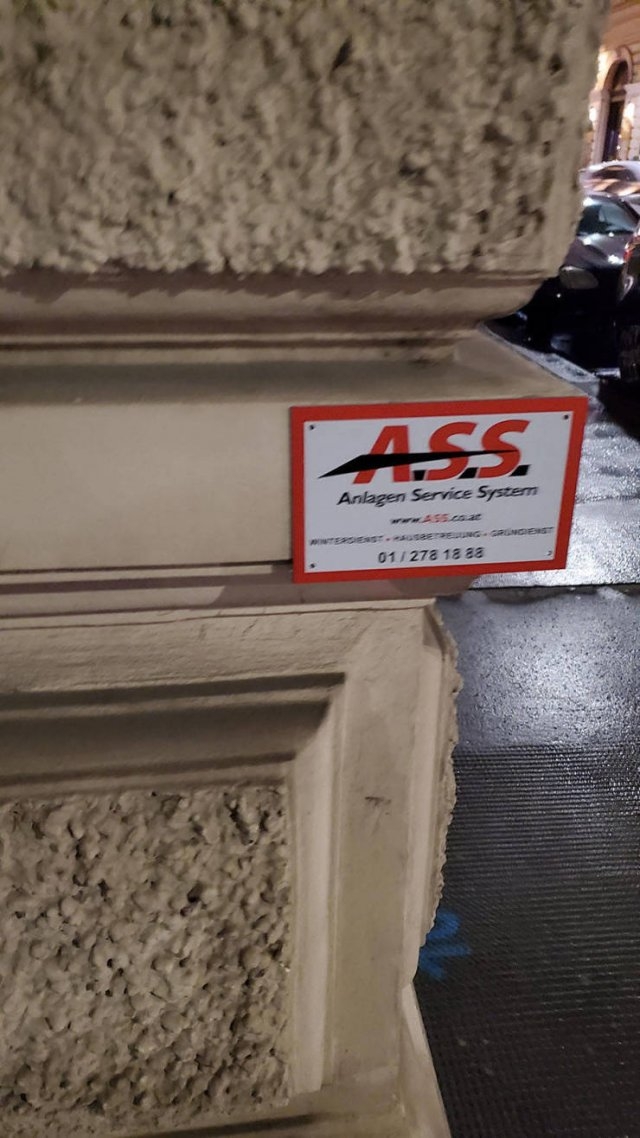 A.S.S.
Anlagen Service System
www.ASS.co.at
WINTERDIENST • HAUSBETREUUNG • GRÜNDIENST
01 / 278 18 88